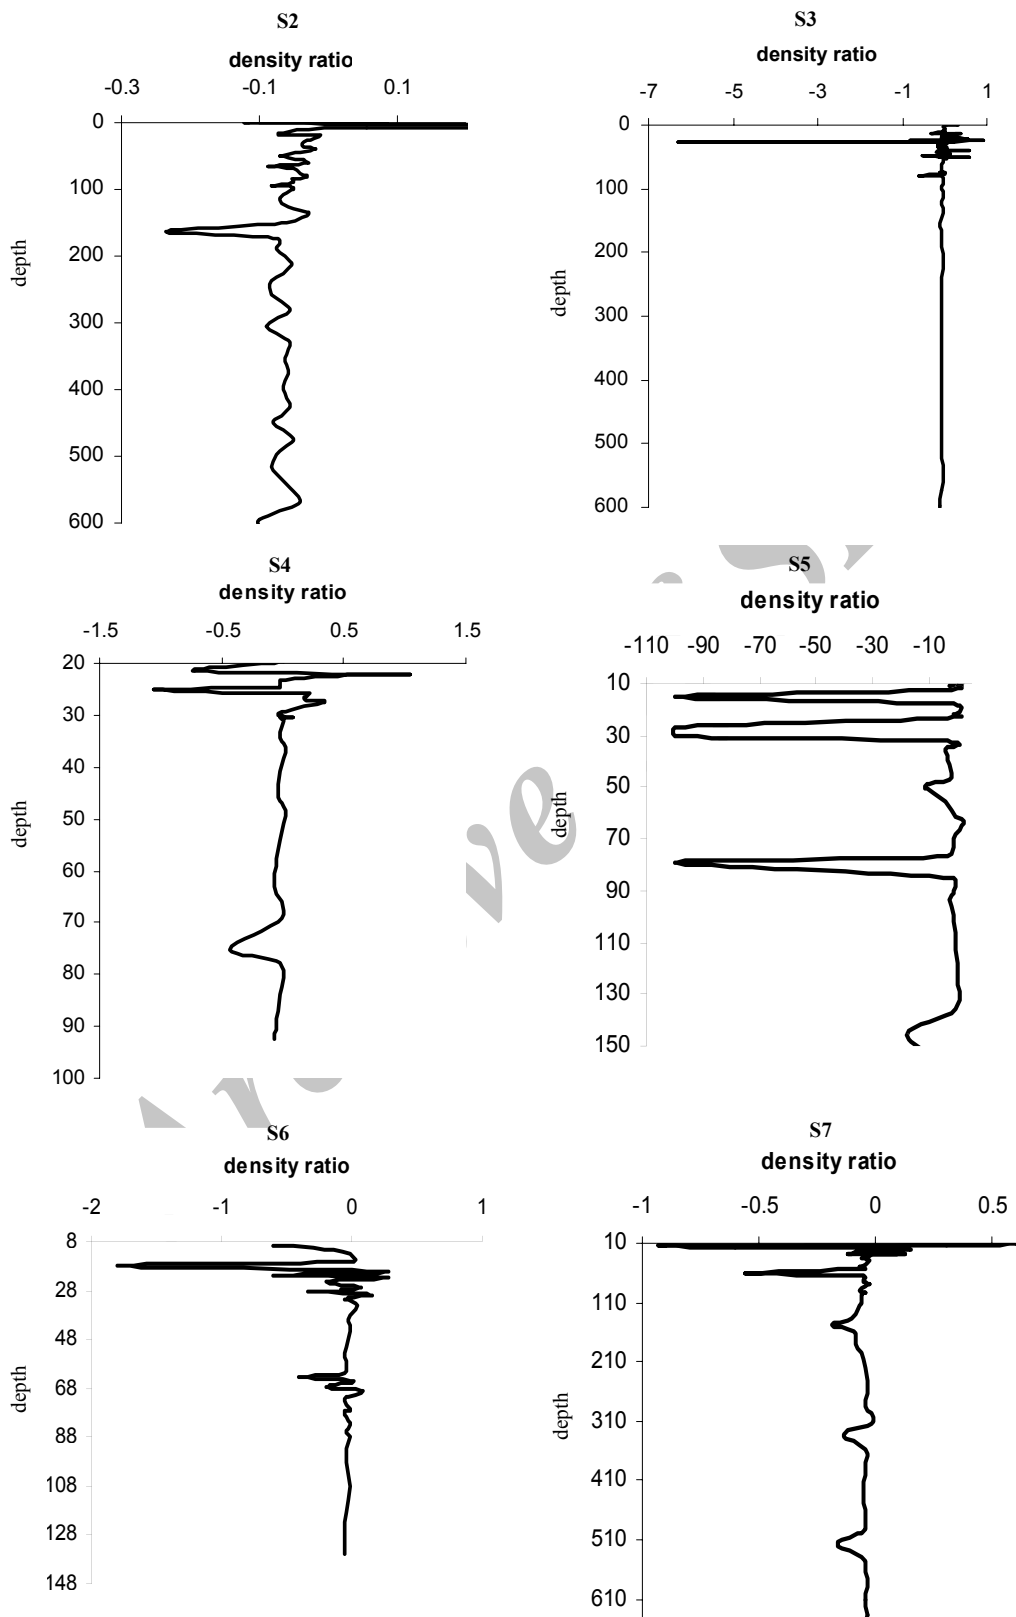 S2
density ratio
-0.3 -0.1 0.1
0
100
200
300
400
500
600
depth
S3
density ratio
-7 -5 -3 -1 1
0
100
200
300
400
500
600
depth
S4
density ratio
-1.5 -0.5 0.5 1.5
20
30
40
50
60
70
80
90
100
depth
S5
density ratio
-110 -90 -70 -50 -30 -10
10
30
50
70
90
110
130
150
depth
S6
density ratio
-2 -1 0 1
8
28
48
68
88
108
128
148
depth
S7
density ratio
-1 -0.5 0 0.5
10
110
210
310
410
510
610
depth